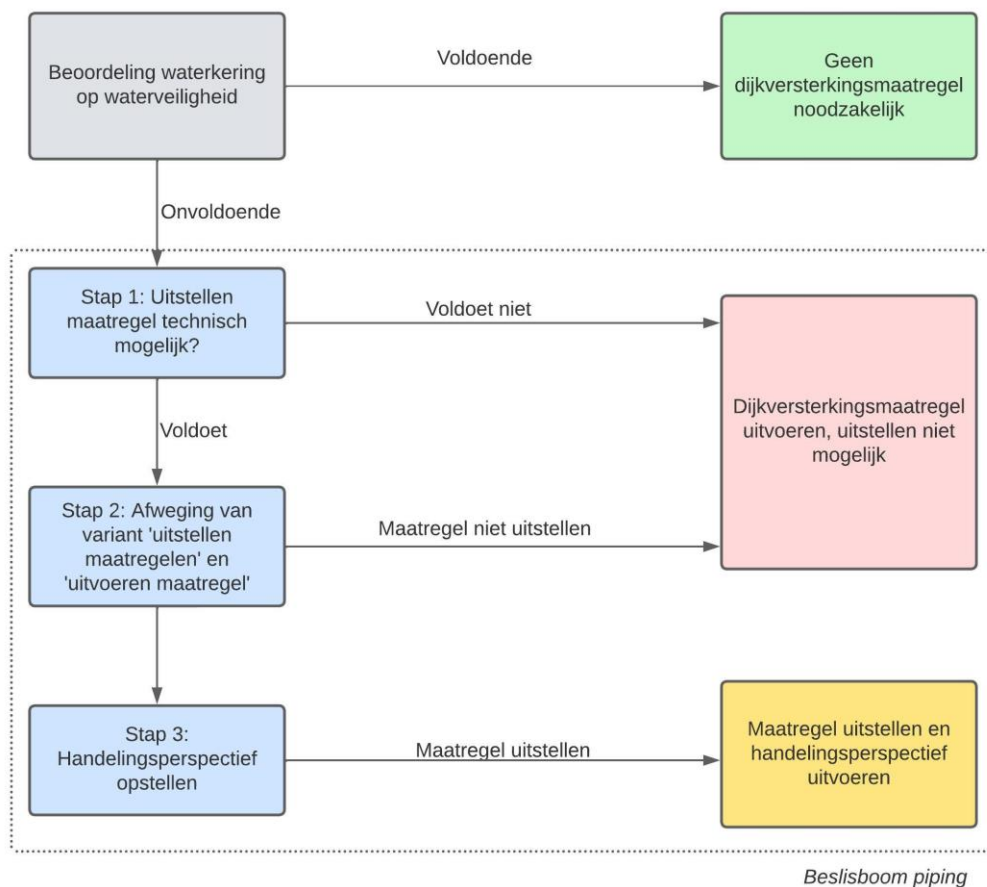 Beoordeling waterkering
op waterveiligheid
Voldoende
Geen
dijkversterkingsmaatregel
noodzakelijk
Onvoldoende
Stap 1: Uitstellen
maatregel technisch
mogelijk?
Voldoet niet
Dijkversterkingsmaatregel
uitvoeren, uitstellen niet
mogelijk
Voldoet
Stap 2: Afweging van
variant 'uitstellen
maatregelen' en
'uitvoeren maatregel'
Maatregel niet uitstellen
Stap 3:
Handelingsperspectief
opstellen
Maatregel uitstellen
Maatregel uitstellen en
handelingsperspectief
uitvoeren
Beslisboom piping